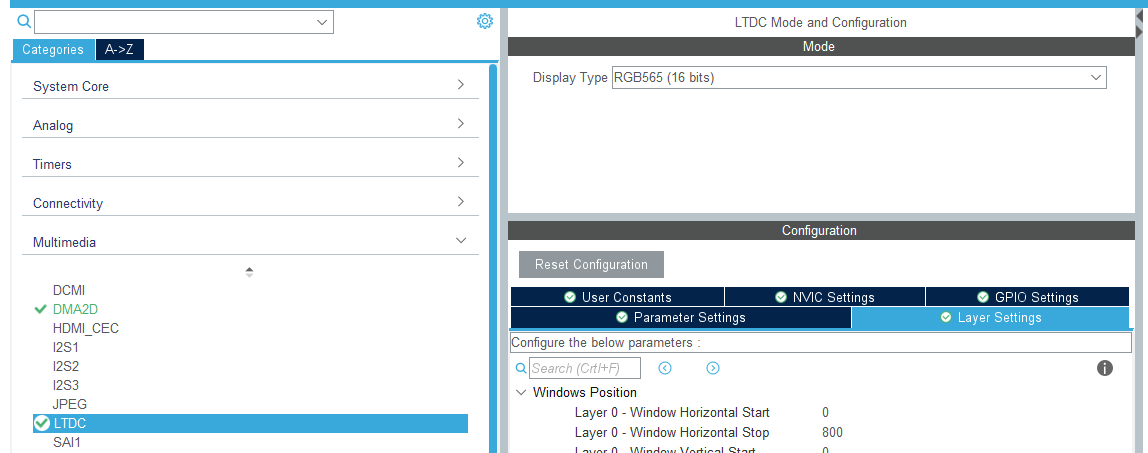 Categories
A->Z
System Core
Analog
Timers
Connectivity
Multimedia
DCMI
DMA2D
HDMI_CEC
I2S1
I2S2
I2S3
JPEG
LTDC
SAI1
LTDC Mode and Configuration
Mode
Display Type RGB565 (16 bits)
Configuration
Reset Configuration
User Constants
NVIC Settings
GPIO Settings
Parameter Settings
Layer Settings
Configure the below parameters :
Search (Crtl+F)
Windows Position
Layer 0 - Window Horizontal Start 0
Layer 0 - Window Horizontal Stop 800
Layer 0 - Window Vertical Start 0